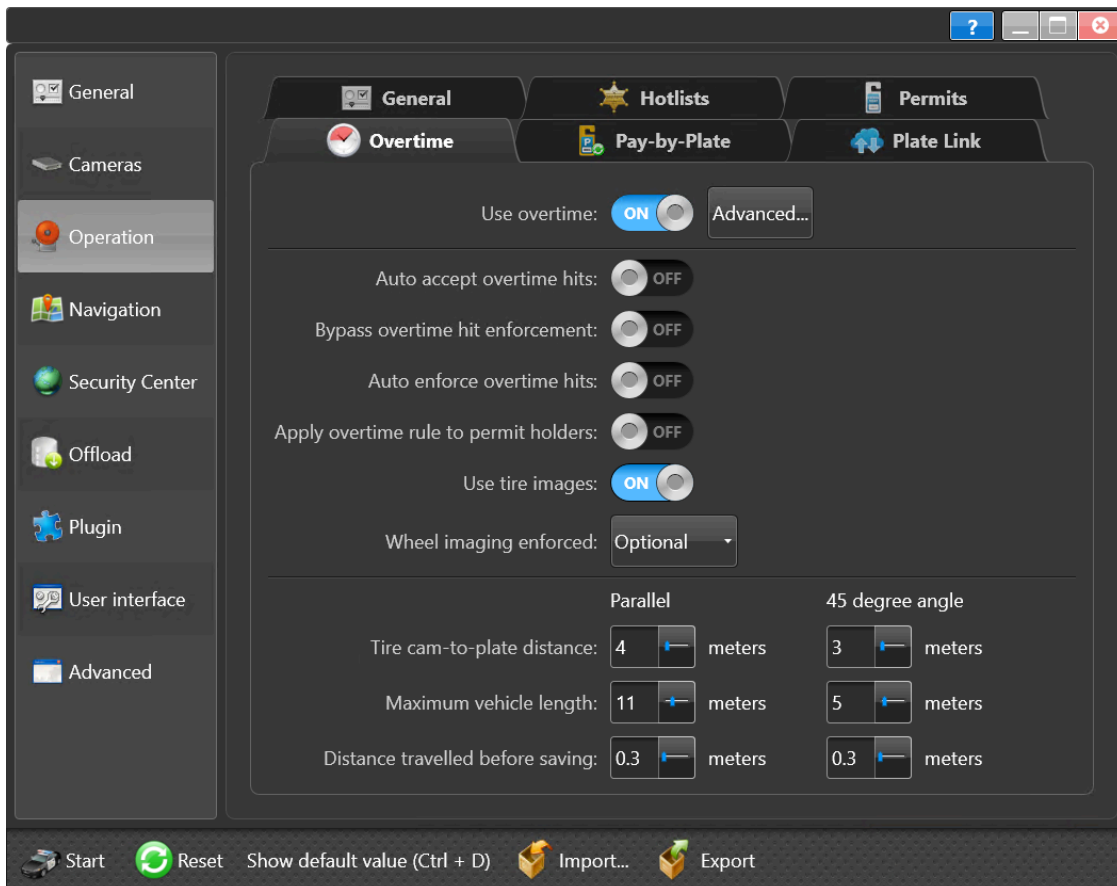 ?
General
Cameras
Operation
Navigation
Security Center
Offload
Plugin
User interface
Advanced
General Hotlists Permits
Overtime Pay-by-Plate Plate Link
Use overtime: ON Advanced...
Auto accept overtime hits: OFF
Bypass overtime hit enforcement: OFF
Auto enforce overtime hits: OFF
Apply overtime rule to permit holders: OFF
Use tire images: ON
Wheel imaging enforced: Optional
Parallel 45 degree angle
Tire cam-to-plate distance: 4 meters 3 meters
Maximum vehicle length: 11 meters 5 meters
Distance travelled before saving: 0.3 meters 0.3 meters
Start Reset Show default value (Ctrl + D) Import... Export